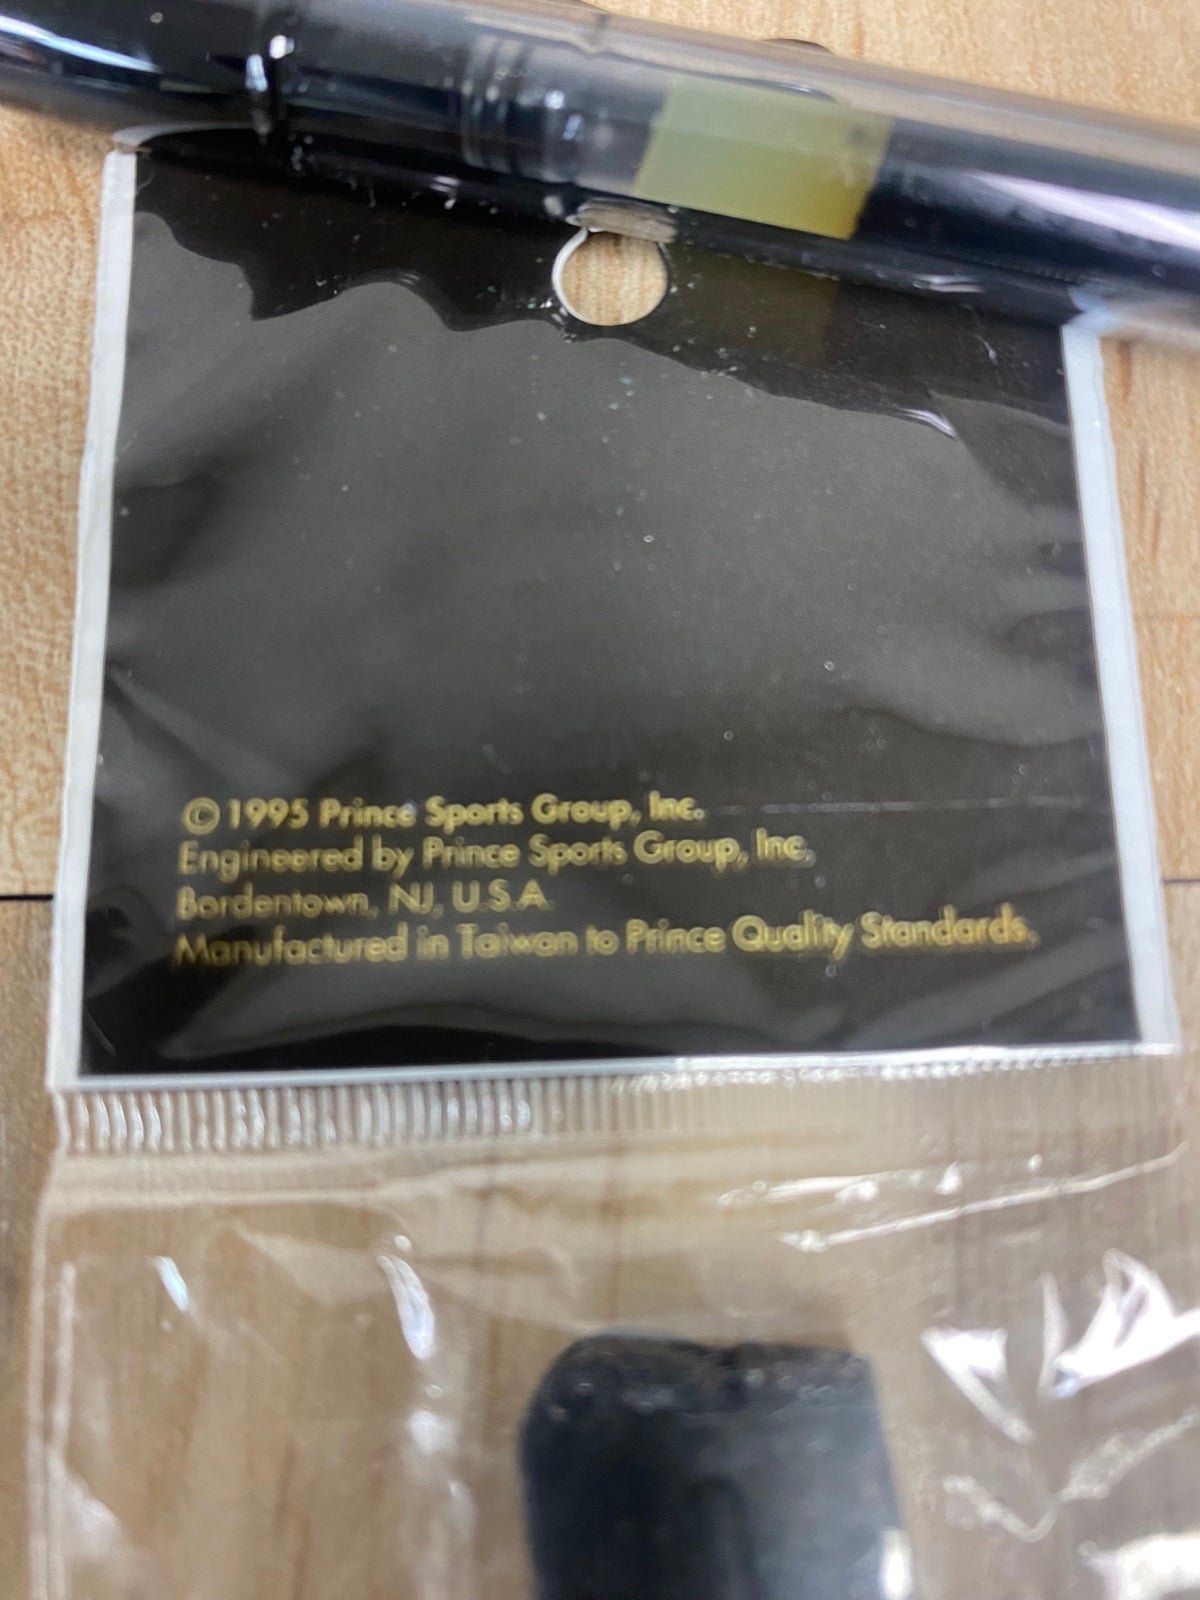 © 1995 Prince Sports Group, Inc.
Engineered by Prince Sports Group, Inc.
Bordentown, NJ, U.S.A
Manufactured in Taiwan to Prince Quality Standards.